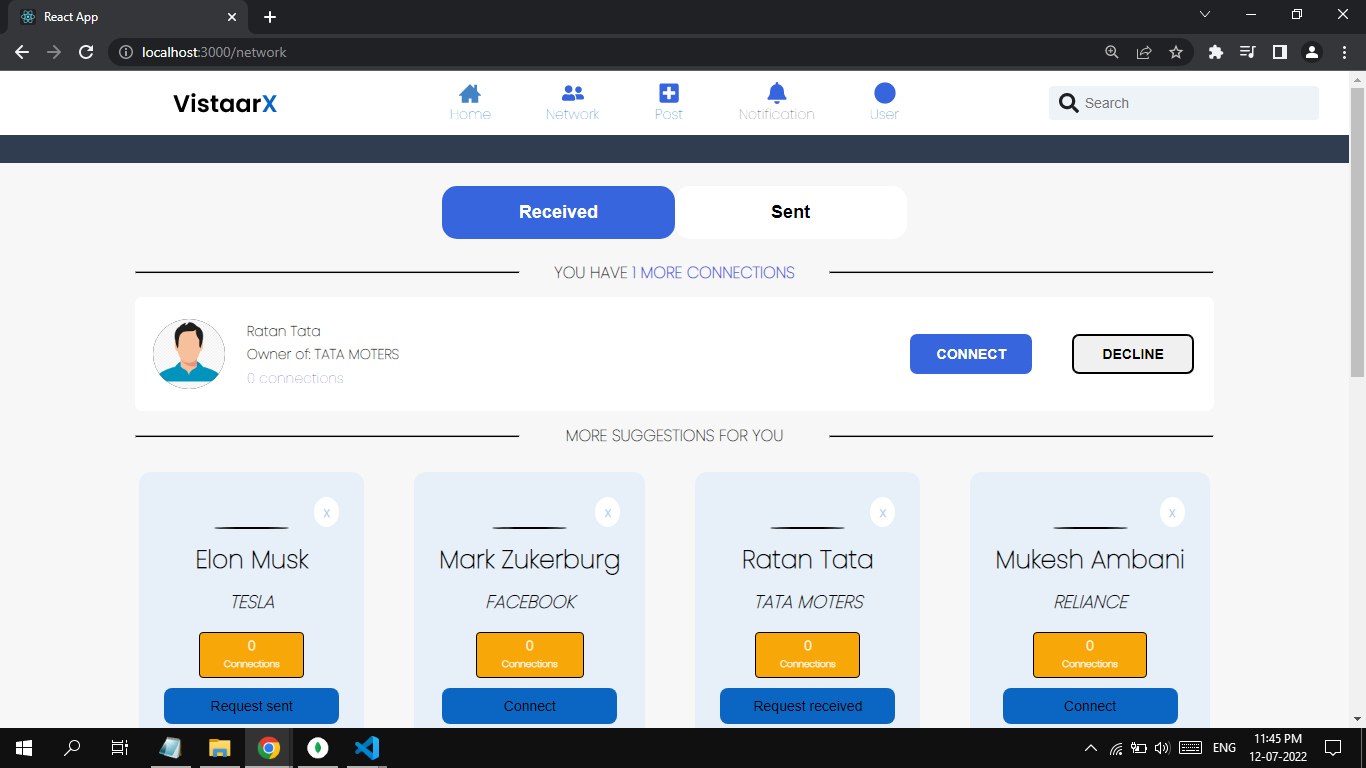 React App
localhost:3000/network
VistaarX
Home Network Post Notification User
Search
Received Sent
YOU HAVE 1 MORE CONNECTIONS
Ratan Tata
Owner of: TATA MOTERS
0 connections
CONNECT DECLINE
MORE SUGGESTIONS FOR YOU
x x x x
Elon Musk Mark Zukerburg Ratan Tata Mukesh Ambani
TESLA FACEBOOK TATA MOTERS RELIANCE
0 0 0 0
Connections Connections Connections Connections
Request sent Connect Request received Connect
ENG
11:45 PM
12-07-2022